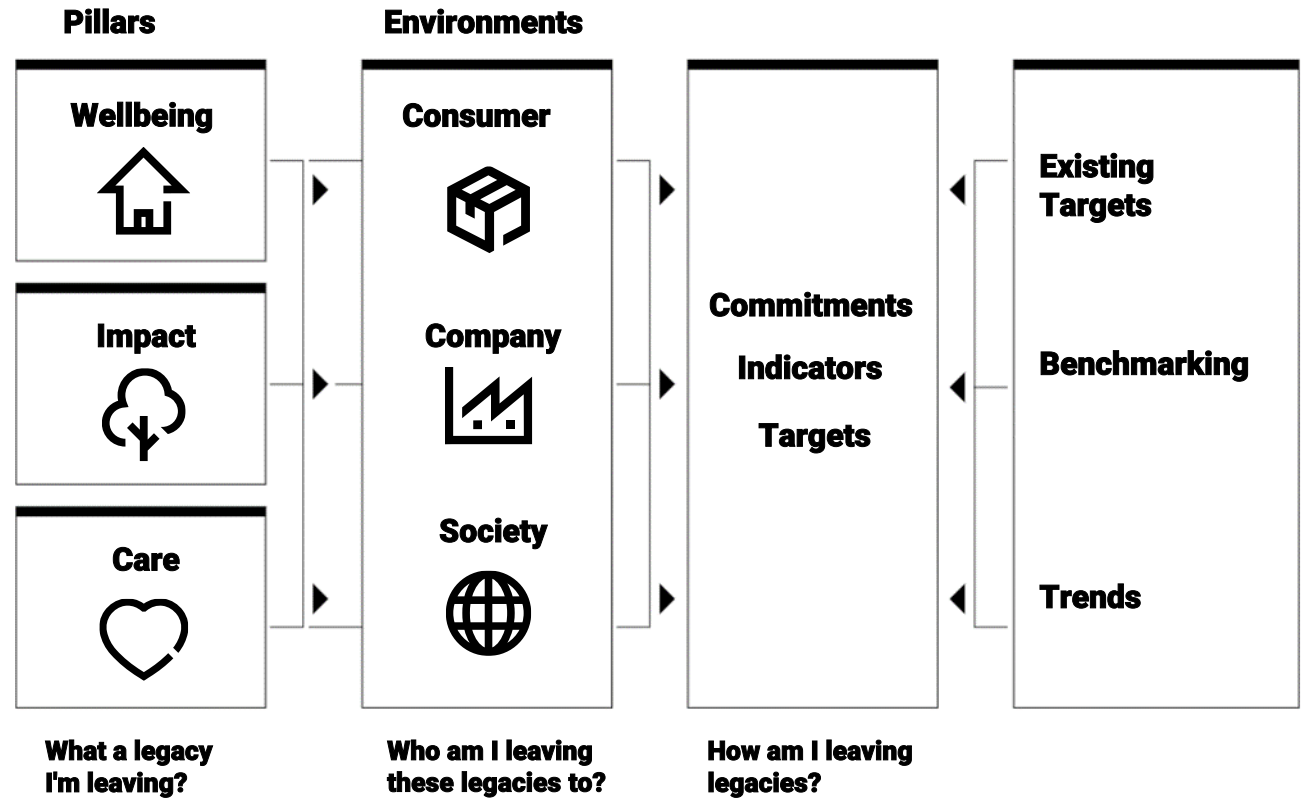 Pillars
Environments
Wellbeing
Impact
Care
Consumer
Company
Society
Commitments
Indicators
Targets
Existing
Targets
Benchmarking
Trends
What a legacy
I'm leaving?
Who am I leaving
these legacies to?
How am I leaving
legacies?